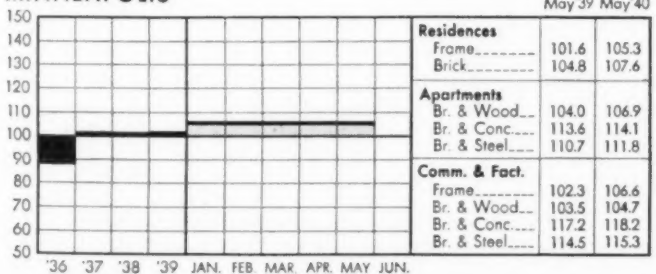 May 39 May 40
150
140
130
120
110
100
90
80
70
60
50
'36 '37 '38 '39 JAN. FEB. MAR. APR. MAY JUN.
Residences
Frame 101.6 105.3
Brick 104.8 107.6
Apartments
Br. & Wood 104.0 106.9
Br. & Conc. 113.6 114.1
Br. & Steel 110.7 111.8
Comm. & Fact.
Frame 102.3 106.6
Br. & Wood 103.5 104.7
Br. & Conc. 117.2 118.2
Br. & Steel 114.5 115.3